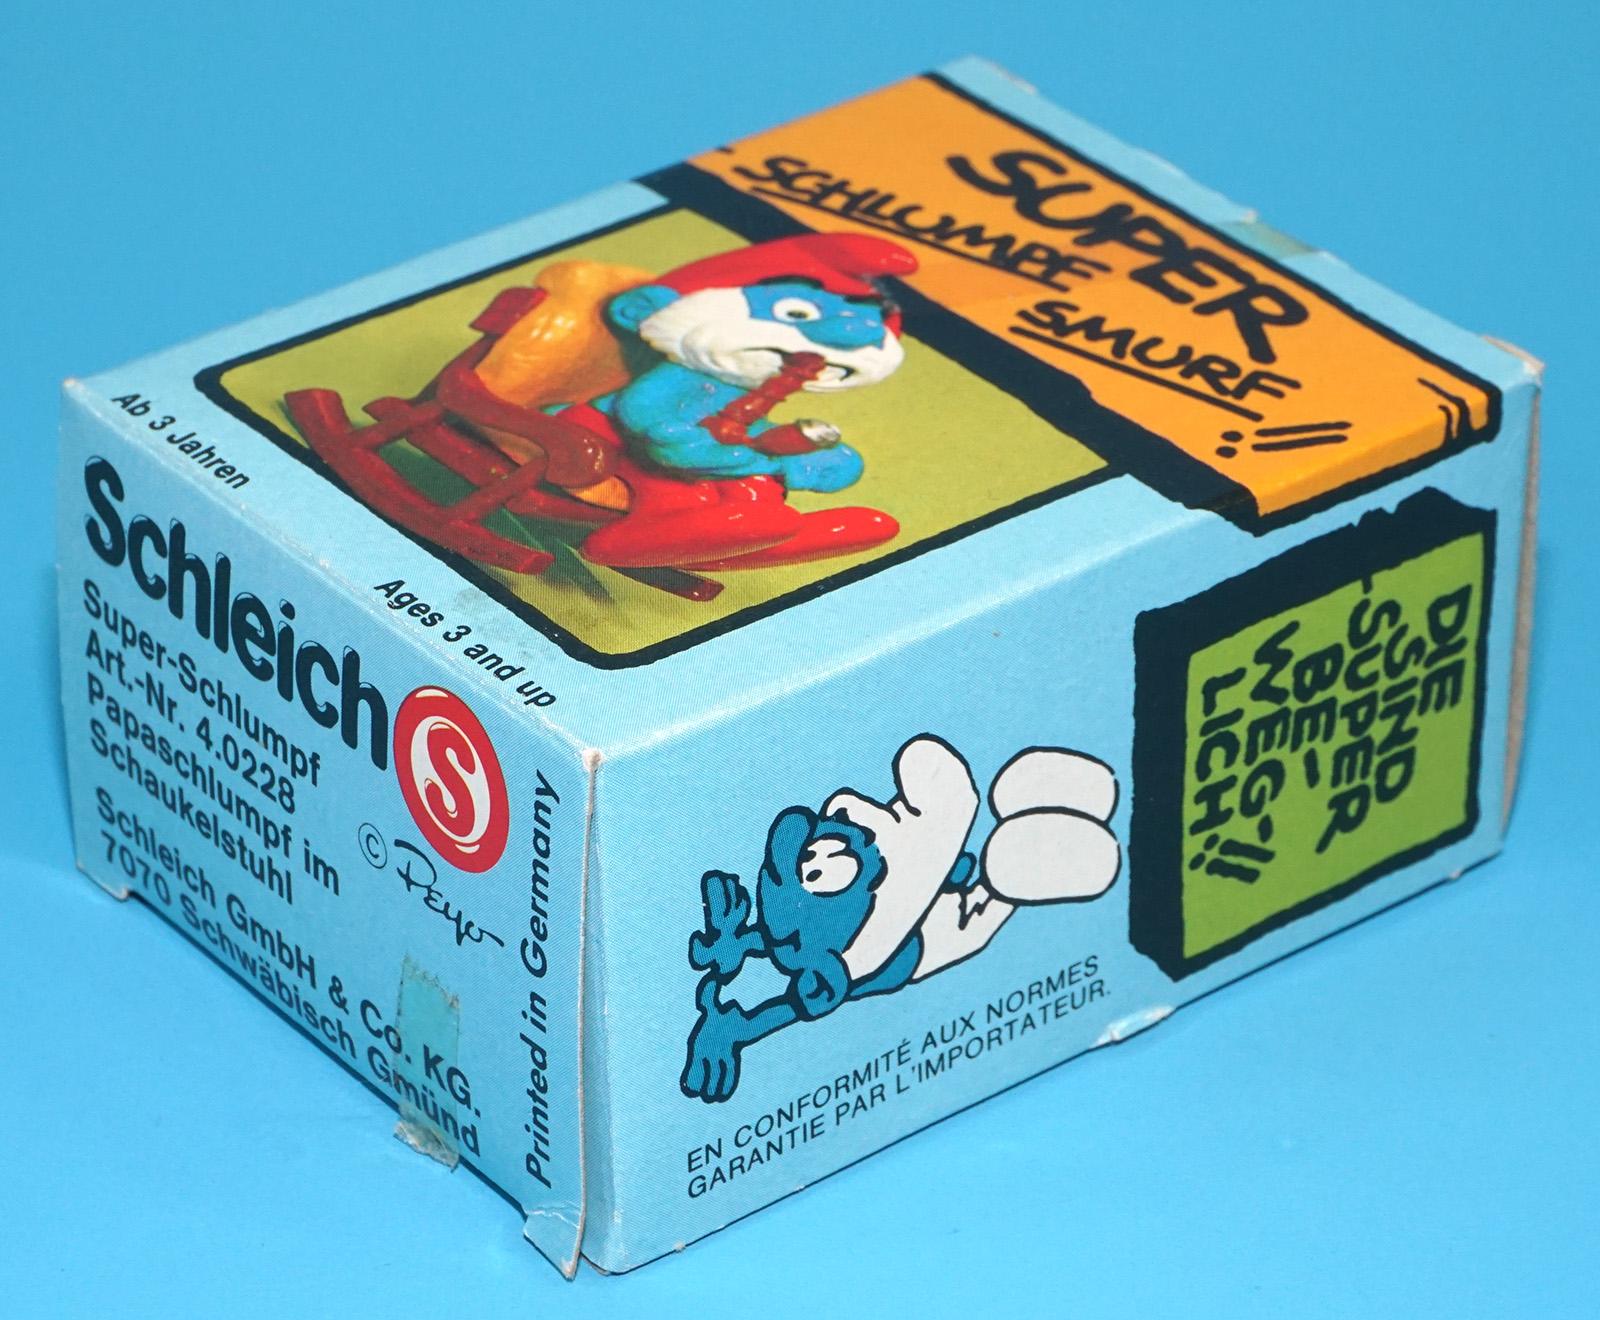 SUPER
SCHLUMPF
SMURF!!
Ab 3 Jahren
Ages 3 and up
Schleich S
Super-Schlumpf
Art.-Nr. 4.0228
Papaschlumpf im
Schaukelstuhl
© Peyo
Schleich GmbH & Co. KG.
7070 Schwäbisch Gmünd
Printed in Germany
DIE
SIND
SUPER
BE-
WEG-
LICH!!
EN CONFORMITÉ AUX NORMES
GARANTIE PAR L'IMPORTATEUR.